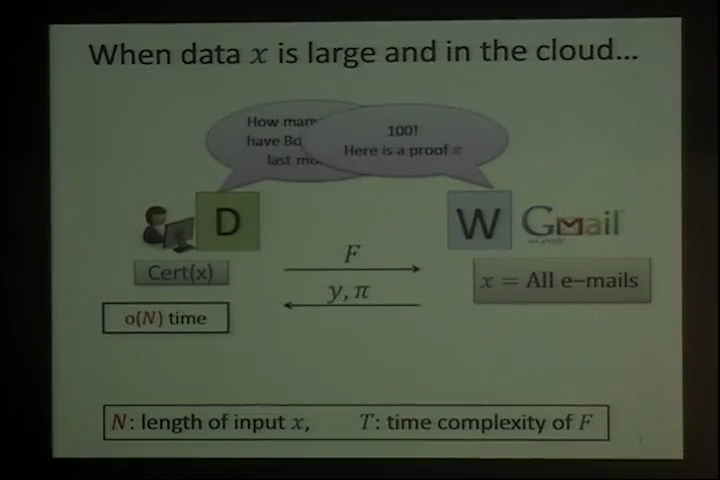 When data x is large and in the cloud...
How many
have Bo
last mo
100!
Here is a proof π
D
W
Gmail
Cert(x)
F
y, π
x = All e-mails
o(N) time
N: length of input x, T: time complexity of F